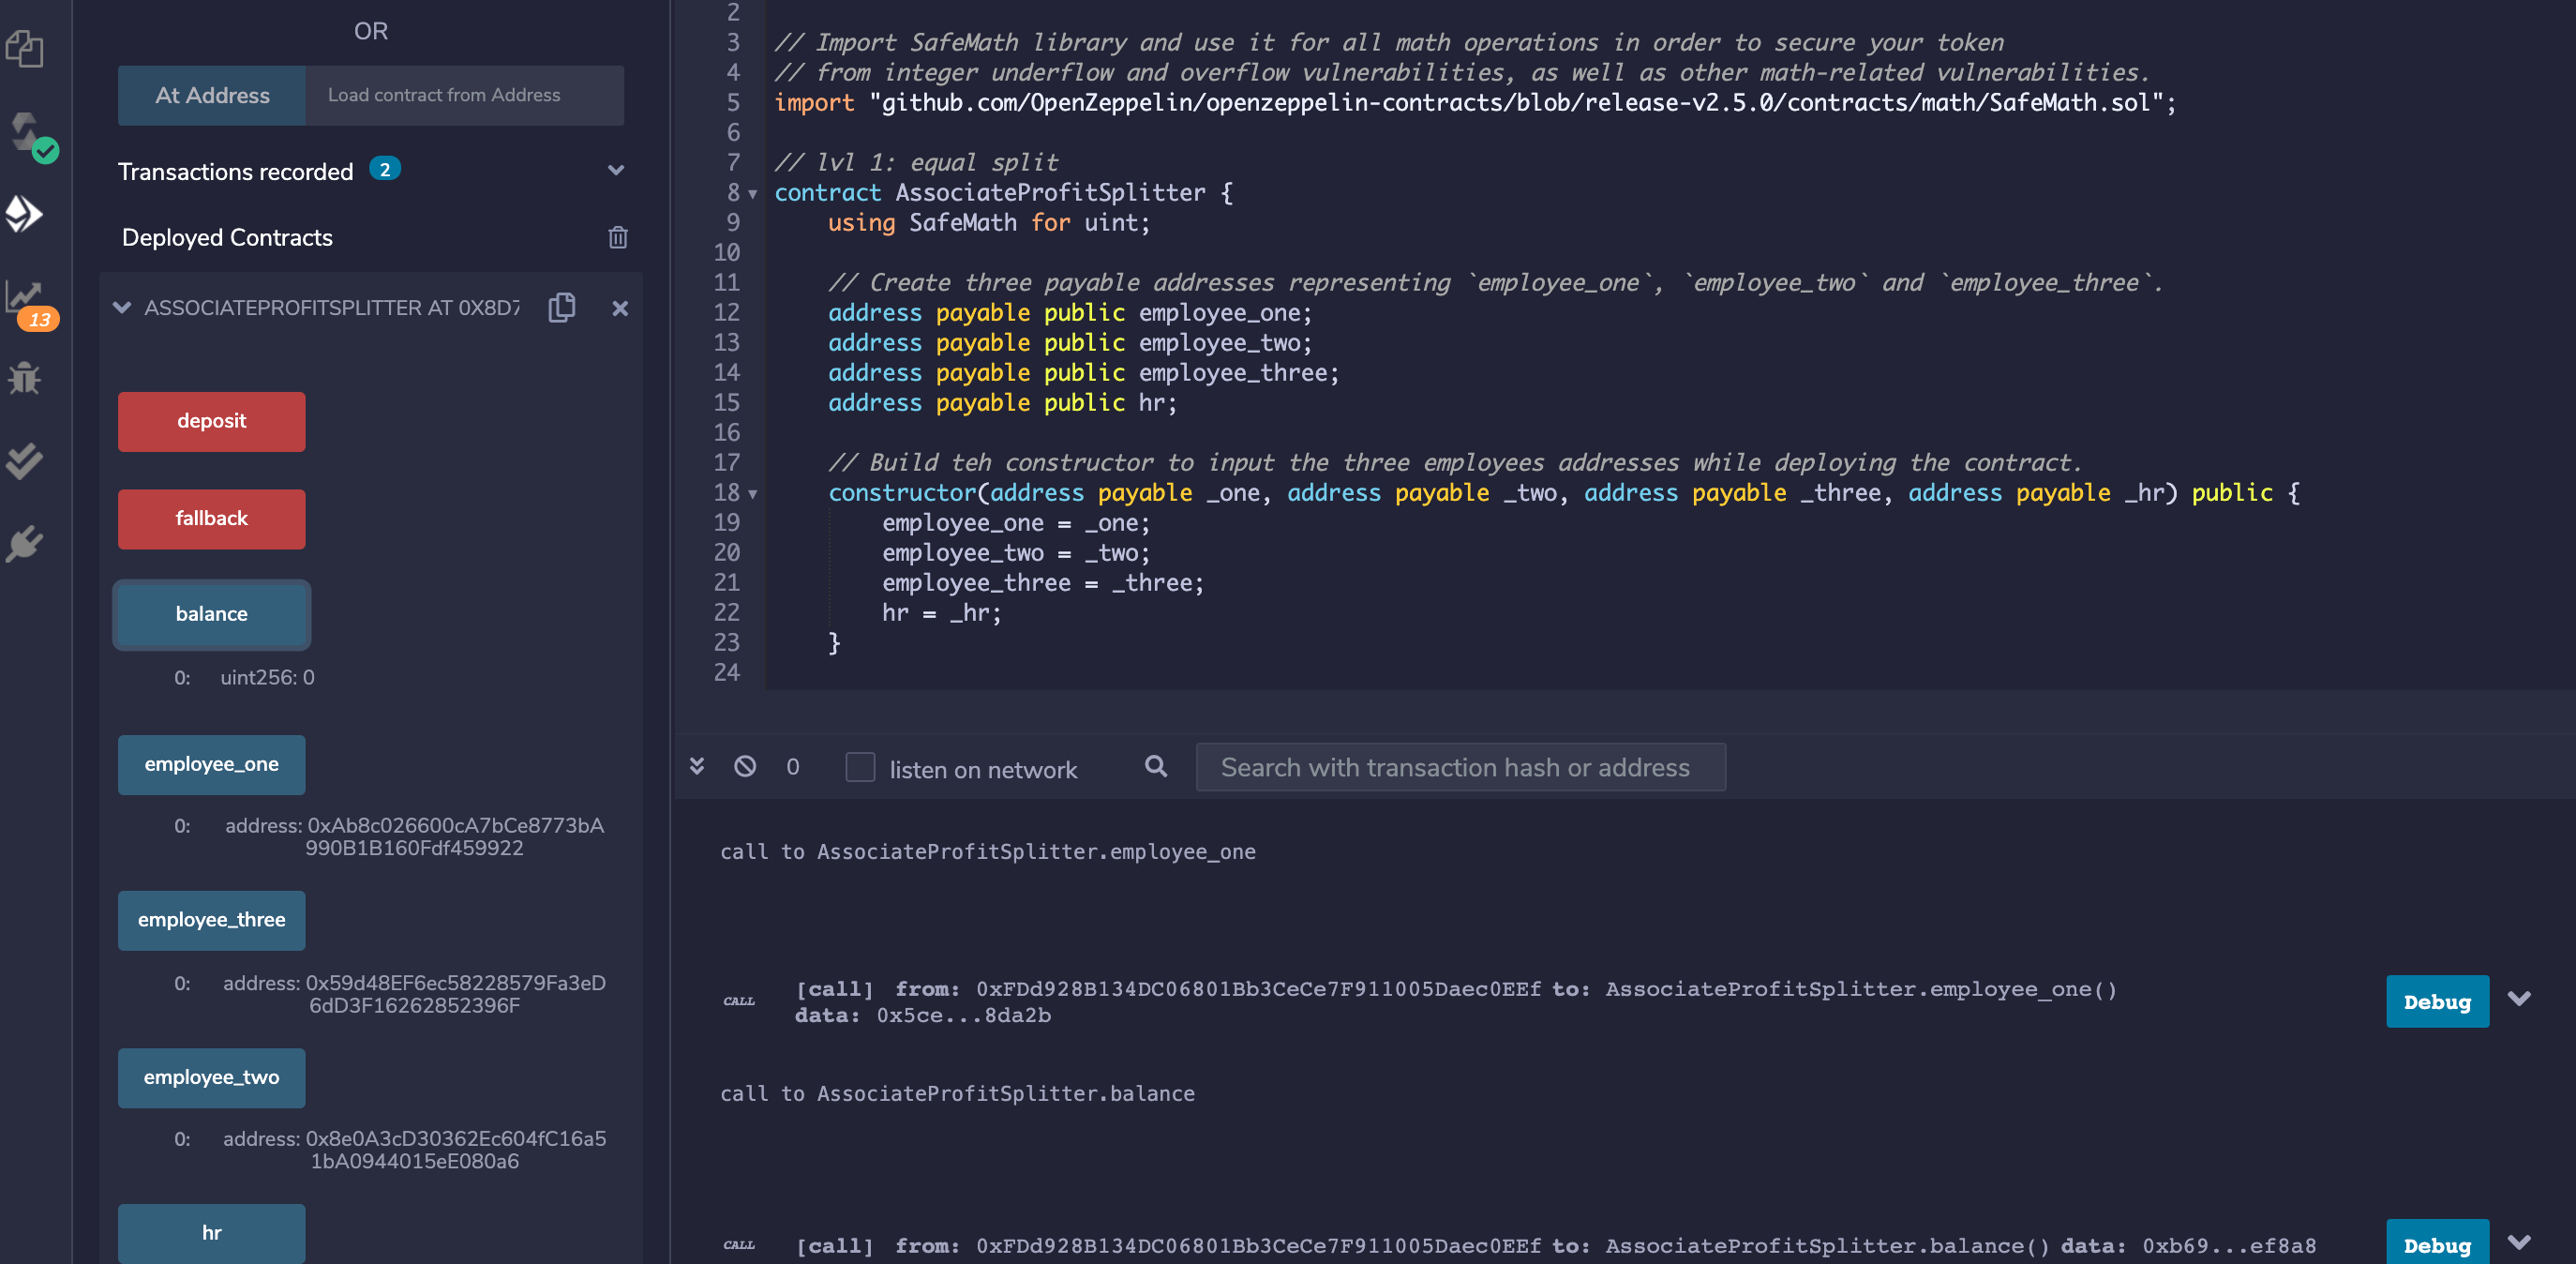 OR
At Address
Load contract from Address
Transactions recorded 2
Deployed Contracts
13
ASSOCIATEPROFITSPLITTER AT 0X8D7
deposit
fallback
balance
0: uint256: 0
employee_one
0: address: 0xAb8c026600cA7bCe8773bA
990B1B160Fdf459922
employee_three
0: address: 0x59d48EF6ec58228579Fa3eD
6dD3F16262852396F
employee_two
0: address: 0x8e0A3cD30362Ec604fC16a5
1bA0944015eE080a6
hr
2
3 // Import SafeMath library and use it for all math operations in order to secure your token
4 // from integer underflow and overflow vulnerabilities, as well as other math-related vulnerabilities.
5 import "github.com/OpenZeppelin/openzeppelin-contracts/blob/release-v2.5.0/contracts/math/SafeMath.sol";
6
7 // lvl 1: equal split
8 contract AssociateProfitSplitter {
9 using SafeMath for uint;
10
11 // Create three payable addresses representing `employee_one`, `employee_two` and `employee_three`.
12 address payable public employee_one;
13 address payable public employee_two;
14 address payable public employee_three;
15 address payable public hr;
16
17 // Build teh constructor to input the three employees addresses while deploying the contract.
18 constructor(address payable _one, address payable _two, address payable _three, address payable _hr) public {
19 employee_one = _one;
20 employee_two = _two;
21 employee_three = _three;
22 hr = _hr;
23 }
24
0 listen on network Search with transaction hash or address
call to AssociateProfitSplitter.employee_one
CALL [call] from: 0xFDd928B134DC06801Bb3CeCe7F911005Daec0EEf to: AssociateProfitSplitter.employee_one()
data: 0x5ce...8da2b
Debug
call to AssociateProfitSplitter.balance
CALL [call] from: 0xFDd928B134DC06801Bb3CeCe7F911005Daec0EEf to: AssociateProfitSplitter.balance() data: 0xb69...ef8a8
Debug